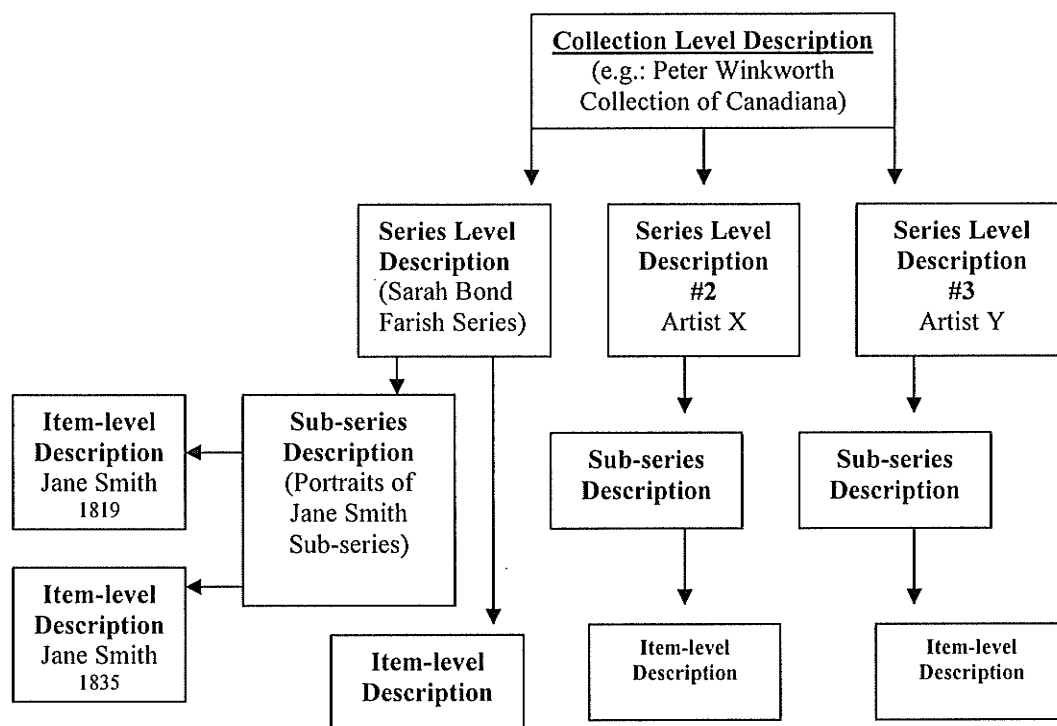 Collection Level Description
(e.g.: Peter Winkworth
Collection of Canadiana)
Series Level
Description
(Sarah Bond
Farish Series)
Series Level
Description
#2
Artist X
Series Level
Description
#3
Artist Y
Item-level
Description
Jane Smith
1819
Sub-series
Description
(Portraits of
Jane Smith
Sub-series)
Sub-series
Description
Sub-series
Description
Item-level
Description
Jane Smith
1835
Item-level
Description
Item-level
Description
Item-level
Description